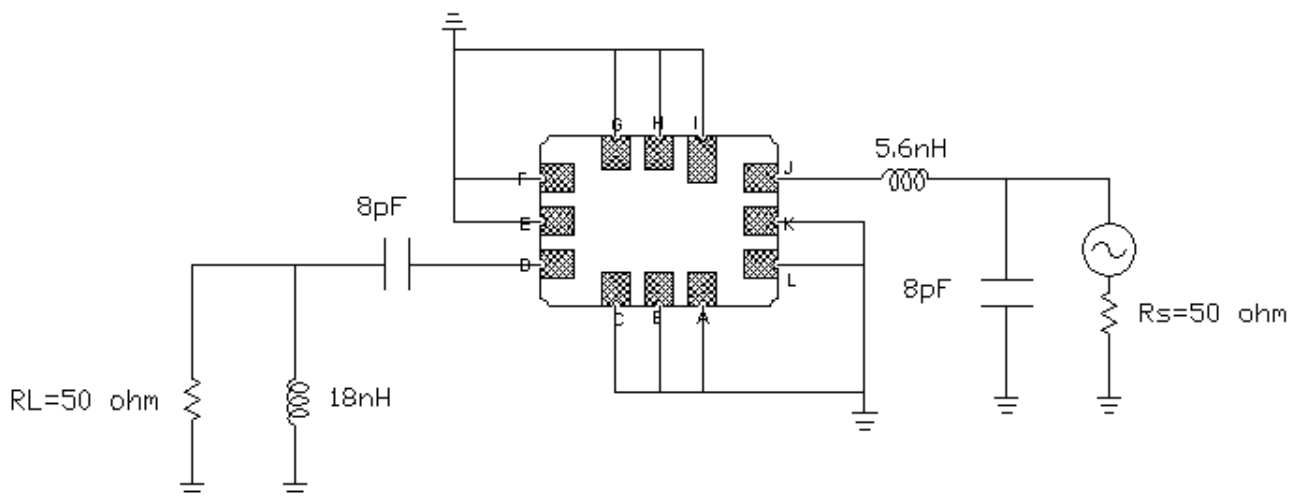 G H I
5.6nH
J
F
8pF
E
K
D
L
8pF
Rs=50 ohm
C B A
RL=50 ohm
18nH